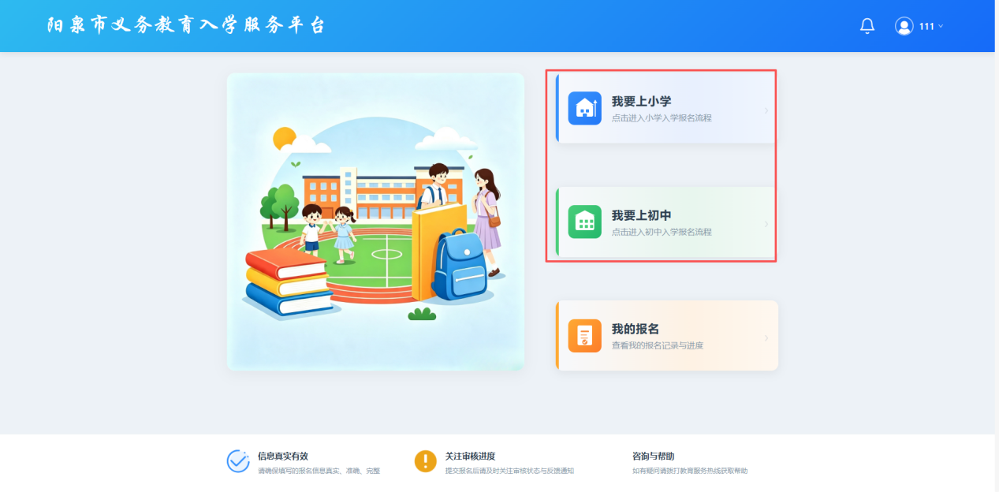 阳泉市义务教育入学服务平台
111
我要上小学
点击进入小学入学报名流程
我要上初中
点击进入初中入学报名流程
我的报名
查看我的报名记录与进度
信息真实有效
请确保填写的报名信息真实、准确、完整
关注审核进度
提交报名后请及时关注审核状态与反馈通知
咨询与帮助
如有疑问请拨打教育服务热线获取帮助